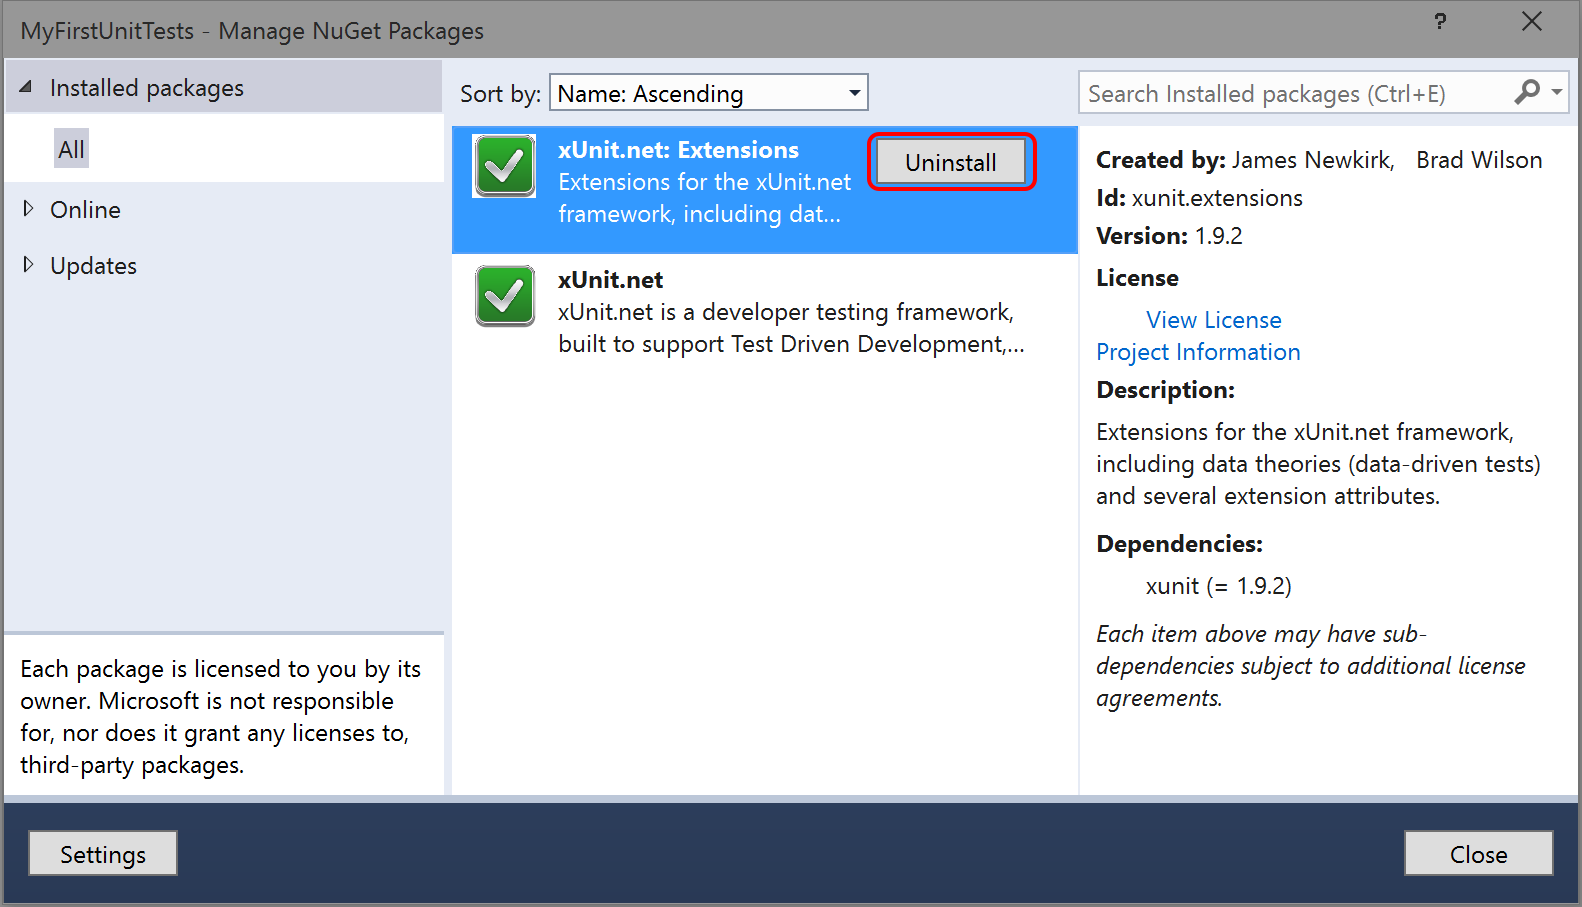 MyFirstUnitTests - Manage NuGet Packages
?
Installed packages
All
Online
Updates
Each package is licensed to you by its
owner. Microsoft is not responsible
for, nor does it grant any licenses to,
third-party packages.
Sort by: Name: Ascending
xUnit.net: Extensions
Extensions for the xUnit.net
framework, including dat...
Uninstall
xUnit.net
xUnit.net is a developer testing framework,
built to support Test Driven Development,...
Search Installed packages (Ctrl+E)
Created by: James Newkirk, Brad Wilson
Id: xunit.extensions
Version: 1.9.2
License
View License
Project Information
Description:
Extensions for the xUnit.net framework,
including data theories (data-driven tests)
and several extension attributes.
Dependencies:
xunit (= 1.9.2)
Each item above may have sub-
dependencies subject to additional license
agreements.
Settings
Close